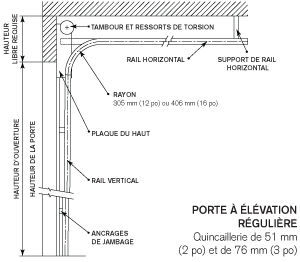 HAUTEUR
LIBRE REQUISE
TAMBOUR ET RESSORTS DE TORSION
RAIL HORIZONTAL
SUPPORT DE RAIL
HORIZONTAL
RAYON
305 mm (12 po) ou 406 mm (16 po)
PLAQUE DU HAUT
HAUTEUR D'OUVERTURE
HAUTEUR DE LA PORTE
RAIL VERTICAL
ANCRAGES
DE JAMBAGE
PORTE À ÉLÉVATION
RÉGULIÈRE
Quincaillerie de 51 mm
(2 po) et de 76 mm (3 po)